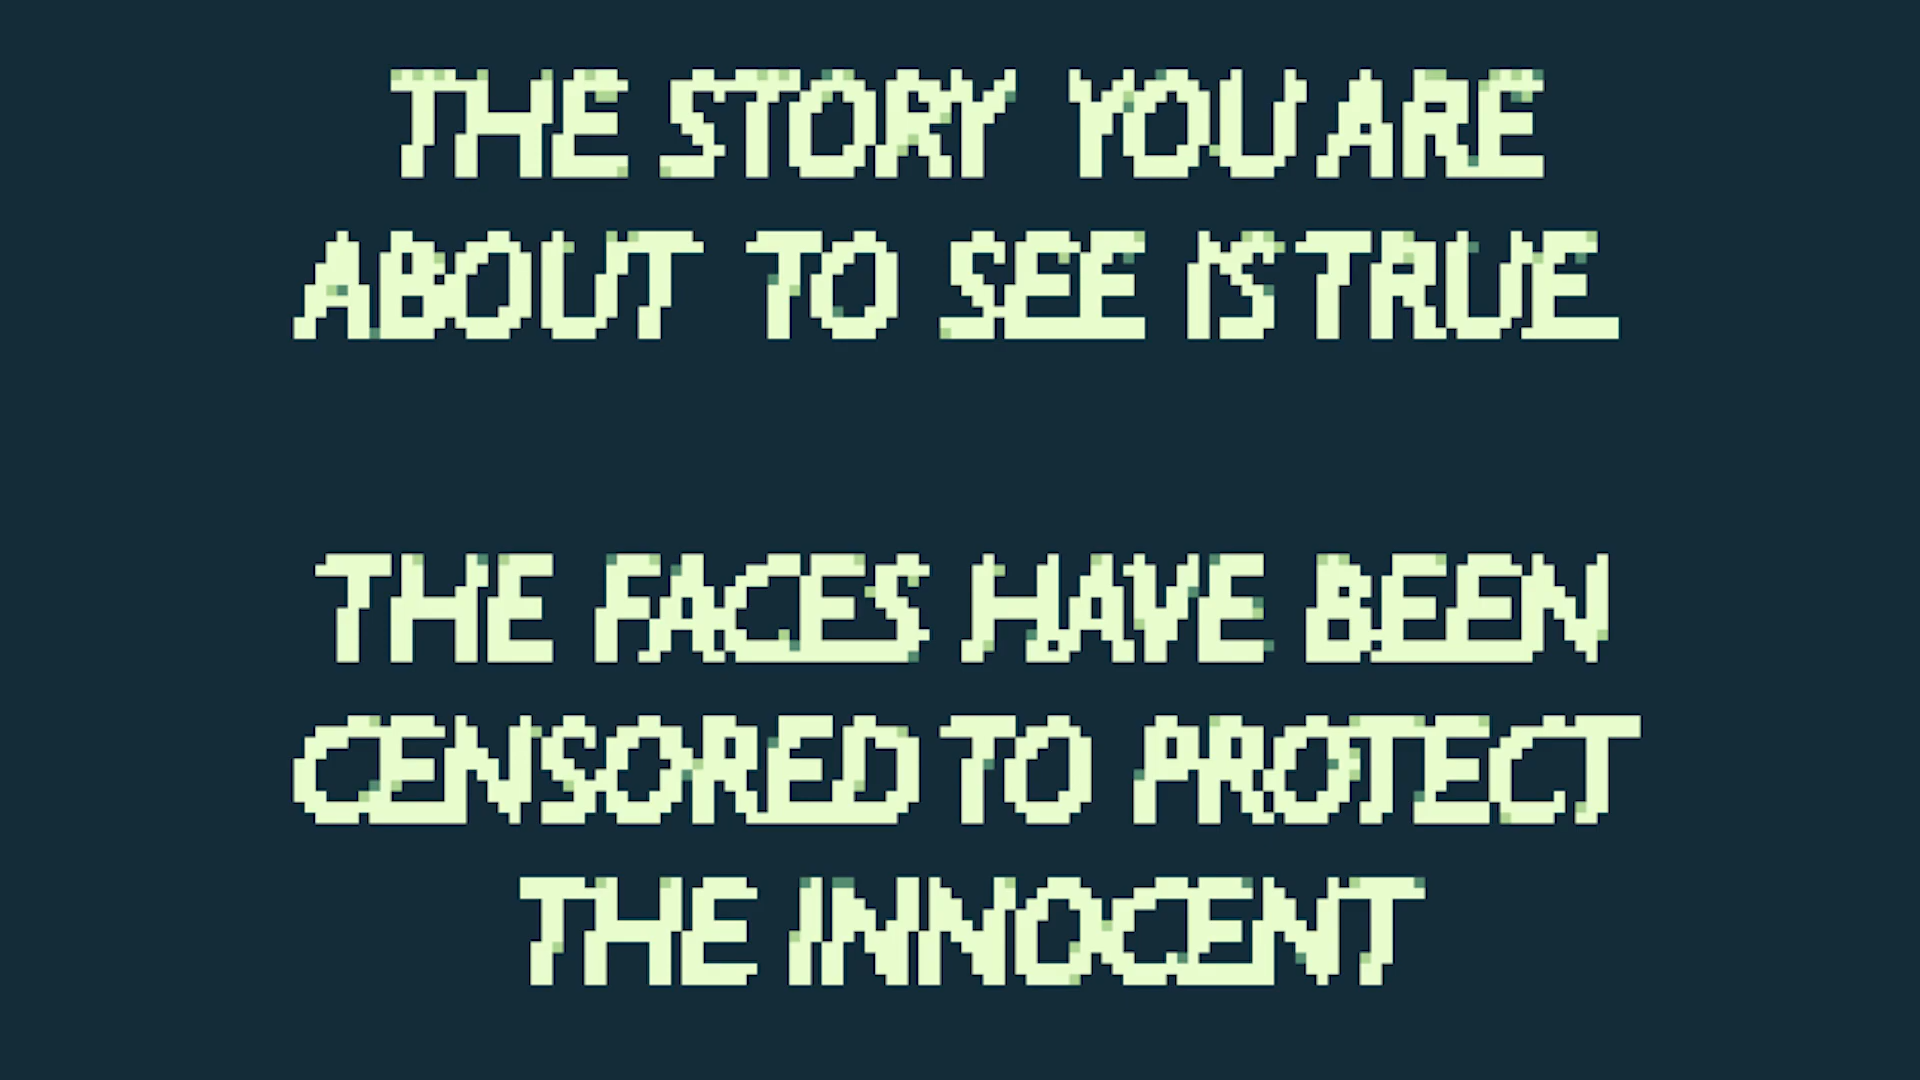 THE STORY YOU ARE
ABOUT TO SEE IS TRUE
THE FACES HAVE BEEN
CENSORED TO PROTECT
THE INNOCENT